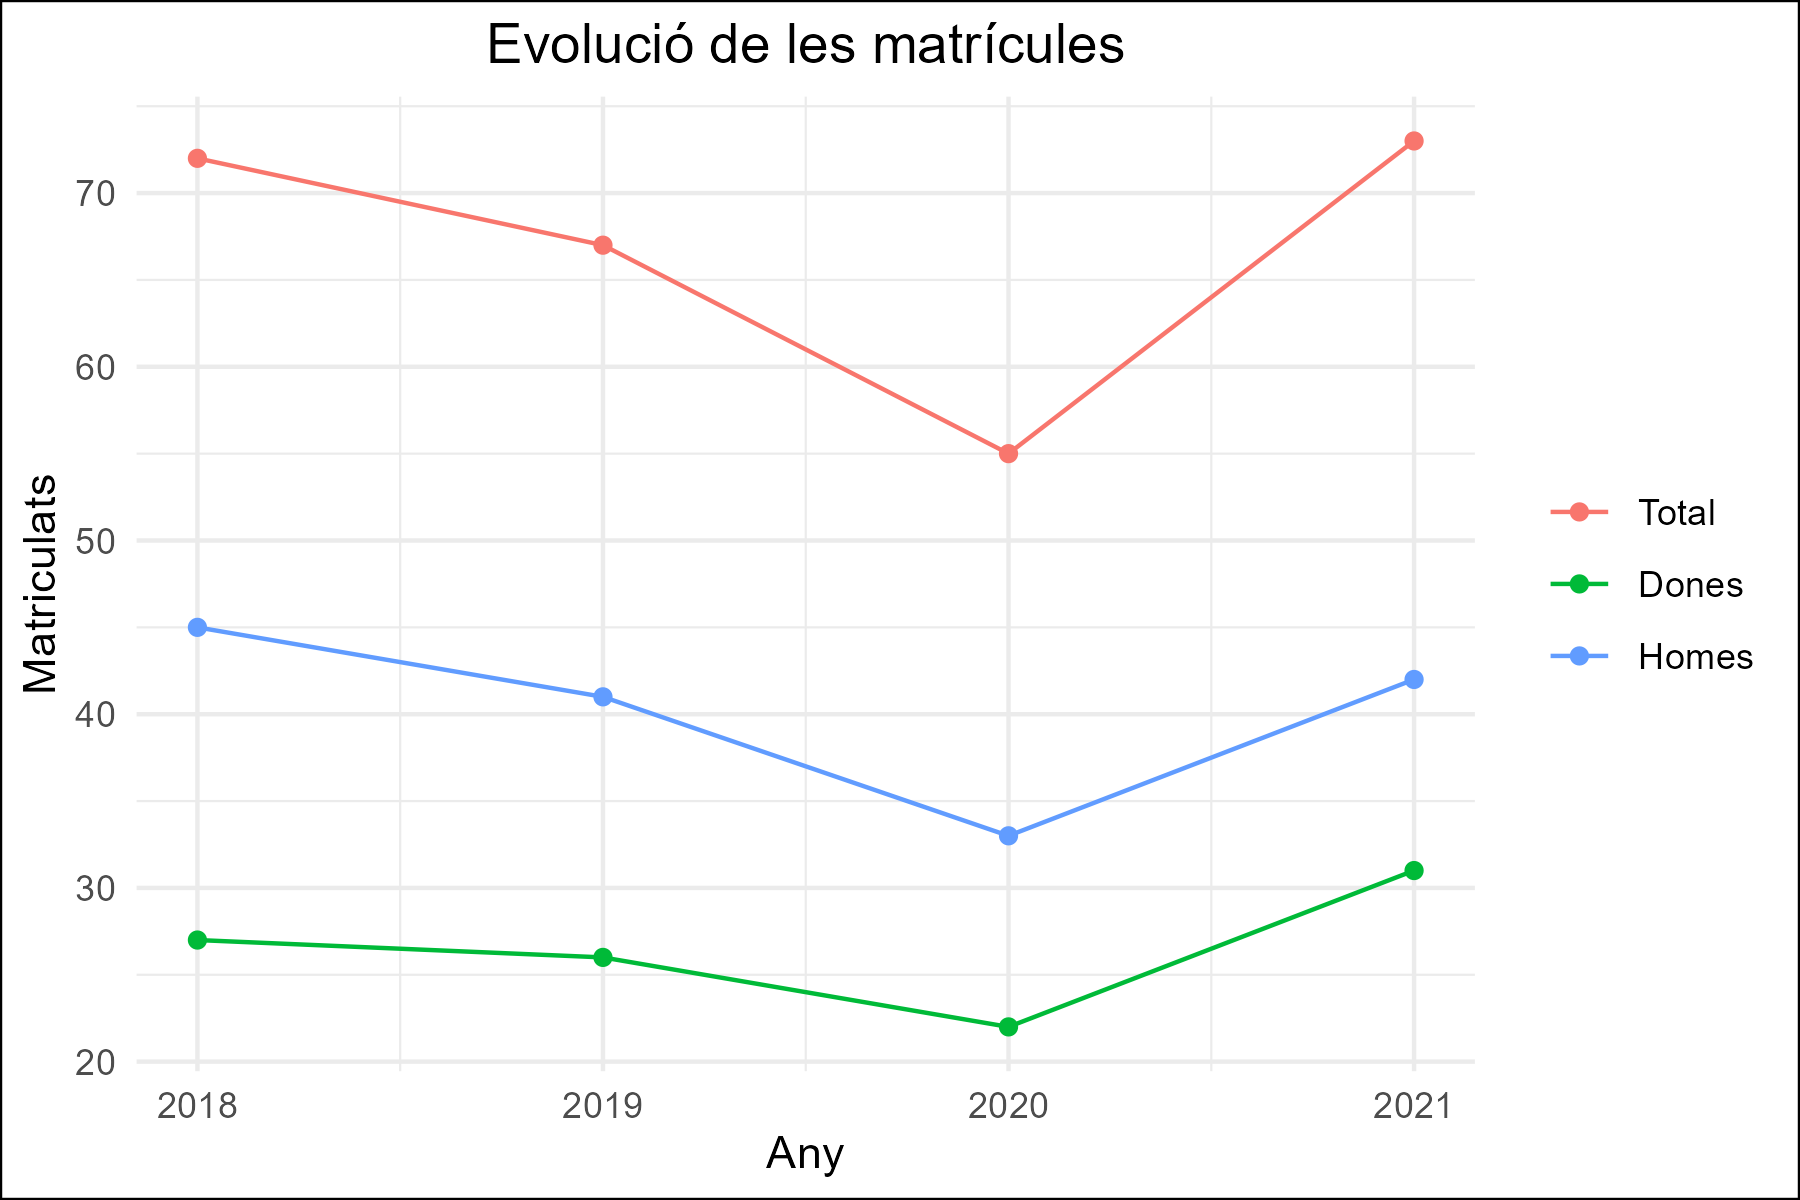 Evolució de les matrícules
Matriculats
70
60
50
40
30
20
2018 2019 2020 2021
Any
Total
Dones
Homes